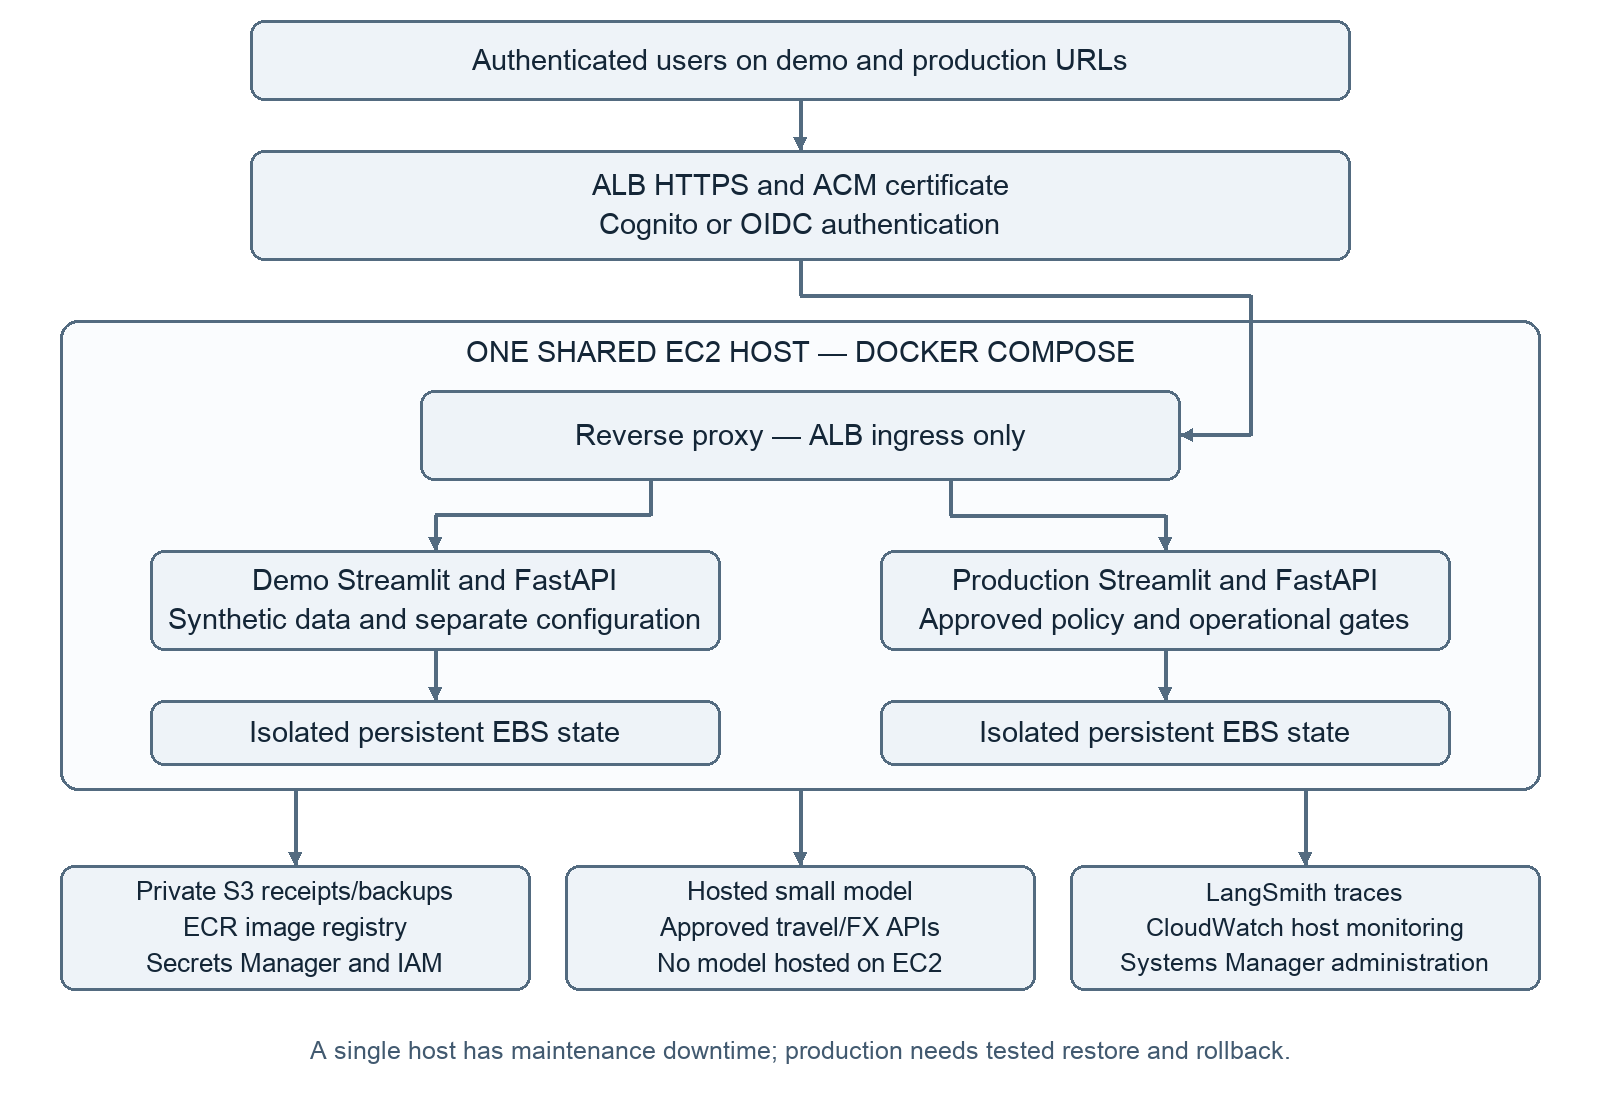 Authenticated users on demo and production URLs
ALB HTTPS and ACM certificate
Cognito or OIDC authentication
ONE SHARED EC2 HOST — DOCKER COMPOSE
Reverse proxy — ALB ingress only
Demo Streamlit and FastAPI
Synthetic data and separate configuration
Production Streamlit and FastAPI
Approved policy and operational gates
Isolated persistent EBS state
Isolated persistent EBS state
Private S3 receipts/backups
ECR image registry
Secrets Manager and IAM
Hosted small model
Approved travel/FX APIs
No model hosted on EC2
LangSmith traces
CloudWatch host monitoring
Systems Manager administration
A single host has maintenance downtime; production needs tested restore and rollback.